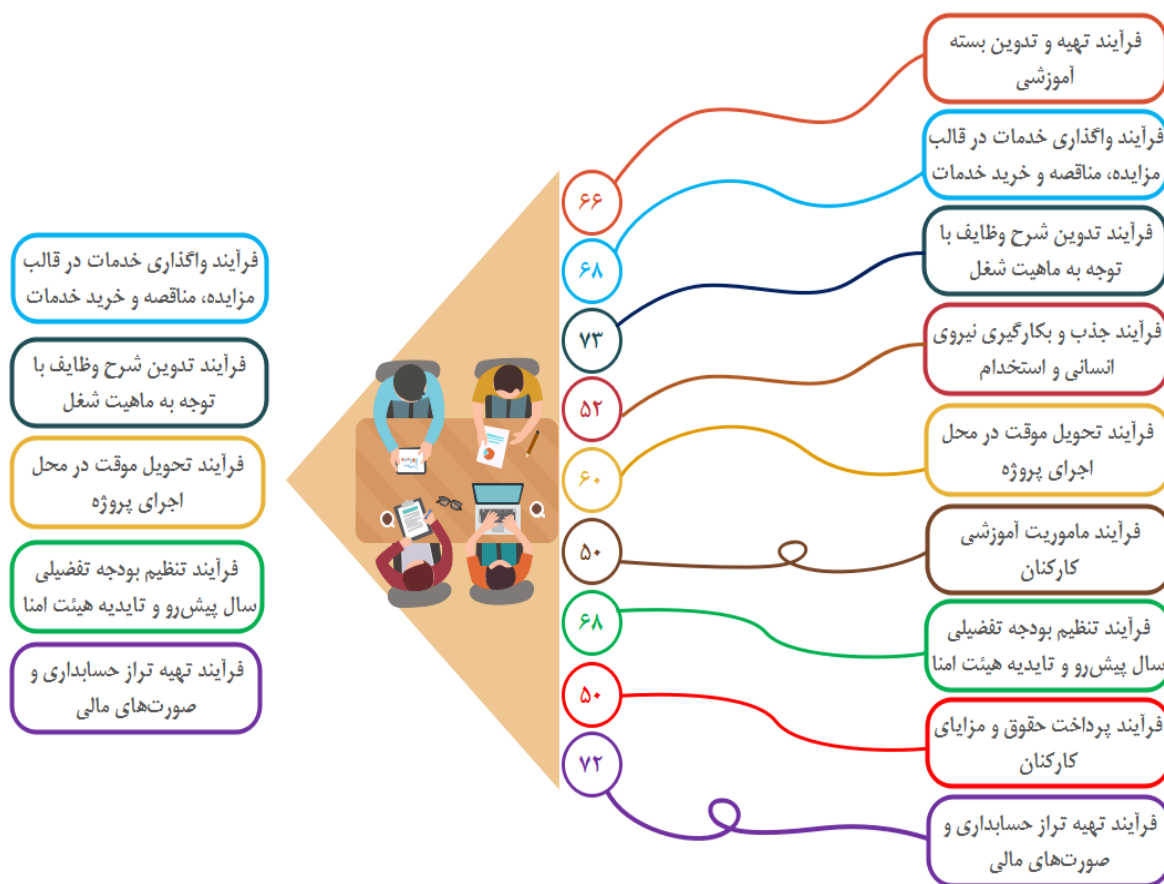 فرآیند تهیه و تدوین بسته
آموزشی
فرآیند واگذاری خدمات در قالب
مزایده، مناقصه و خرید خدمات
فرآیند تدوین شرح وظایف با
توجه به ماهیت شغل
فرآیند جذب و بکارگیری نیروی
انسانی و استخدام
فرآیند تحویل موقت در محل
اجرای پروژه
فرآیند ماموریت آموزشی
کارکنان
فرآیند تنظیم بودجه تفضیلی
سال پیش‌رو و تایدیه هیئت امنا
فرآیند پرداخت حقوق و مزایای
کارکنان
فرآیند تهیه تراز حسابداری و
صورت‌های مالی
۶۶
۶۸
۷۳
۵۲
۶۰
۵۰
۶۸
۵۰
۷۲
فرآیند واگذاری خدمات در قالب
مزایده، مناقصه و خرید خدمات
فرآیند تدوین شرح وظایف با
توجه به ماهیت شغل
فرآیند تحویل موقت در محل
اجرای پروژه
فرآیند تنظیم بودجه تفضیلی
سال پیش‌رو و تایدیه هیئت امنا
فرآیند تهیه تراز حسابداری و
صورت‌های مالی